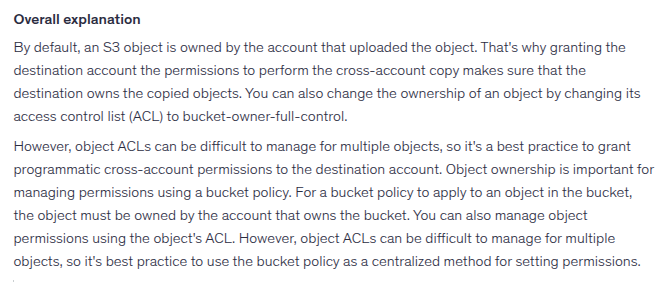 Overall explanation
By default, an S3 object is owned by the account that uploaded the object. That's why granting the
destination account the permissions to perform the cross-account copy makes sure that the
destination owns the copied objects. You can also change the ownership of an object by changing its
access control list (ACL) to bucket-owner-full-control.
However, object ACLs can be difficult to manage for multiple objects, so it's a best practice to grant
programmatic cross-account permissions to the destination account. Object ownership is important for
managing permissions using a bucket policy. For a bucket policy to apply to an object in the bucket,
the object must be owned by the account that owns the bucket. You can also manage object
permissions using the object's ACL. However, object ACLs can be difficult to manage for multiple
objects, so it's best practice to use the bucket policy as a centralized method for setting permissions.